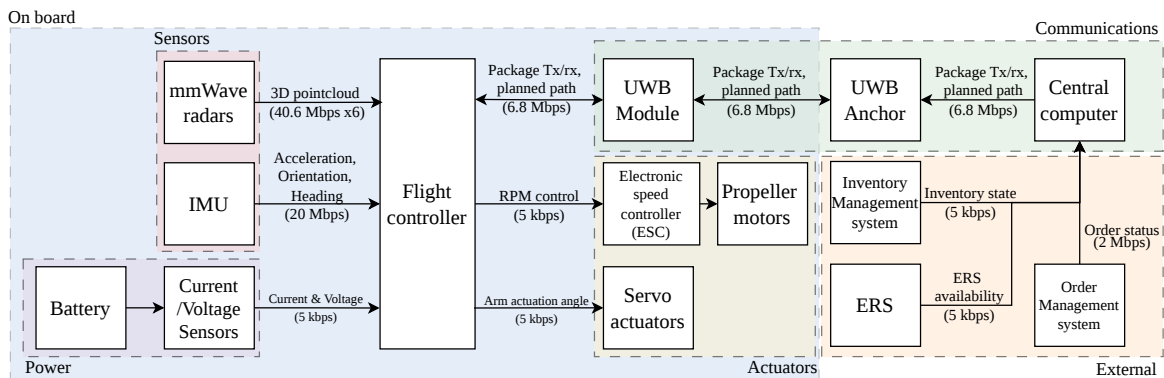 On board
Communications
Sensors
mmWave
radars
3D pointcloud
(40.6 Mbps x6)
Package Tx/rx,
planned path
(6.8 Mbps)
UWB
Module
Package Tx/rx,
planned path
(6.8 Mbps)
UWB
Anchor
Package Tx/rx,
planned path
(6.8 Mbps)
Central
computer
IMU
Acceleration,
Orientation,
Heading
(20 Mbps)
Flight
controller
RPM control
(5 kbps)
Electronic
speed
controller
(ESC)
Propeller
motors
Inventory
Management
system
Inventory state
(5 kbps)
Order status
(2 Mbps)
Battery
Current
/Voltage
Sensors
Current & Voltage
(5 kbps)
Arm actuation angle
(5 kbps)
Servo
actuators
ERS
ERS
availability
(5 kbps)
Order
Management
system
Power
Actuators
External